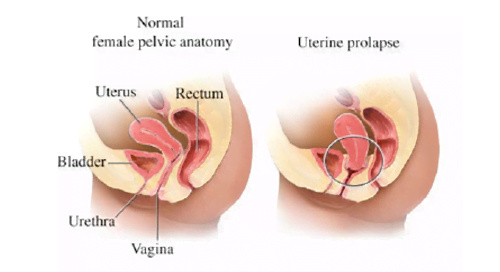 Normal
female pelvic anatomy
Uterine prolapse
Uterus
Rectum
Bladder
Urethra
Vagina